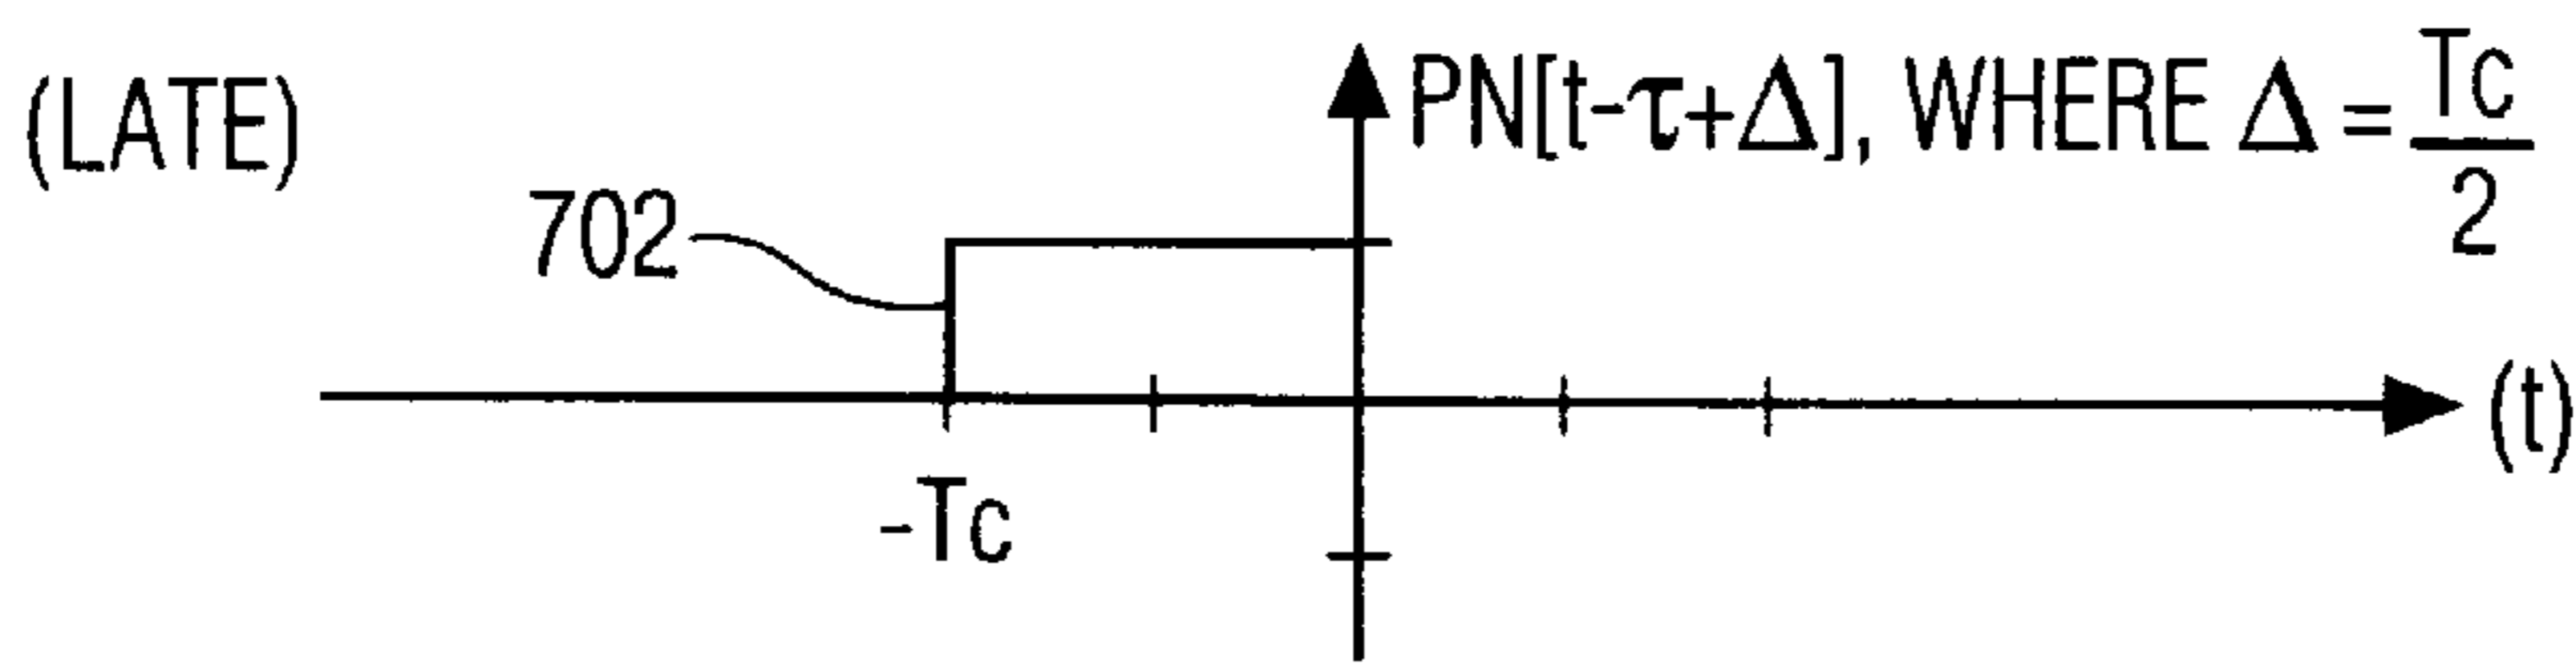 (LATE)
PN[t-τ+Δ], WHERE Δ = Tc/2
702
(t)
-Tc